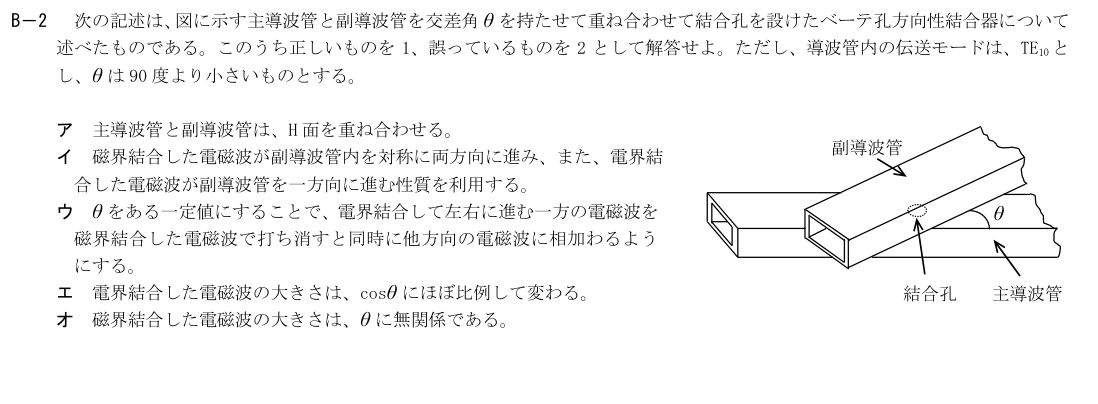 B－2　次の記述は、図に示す主導波管と副導波管を交差角θを持たせて重ね合わせて結合孔を設けたベーテ孔方向性結合器について
述べたものである。このうち正しいものを 1、誤っているものを 2 として解答せよ。ただし、導波管内の伝送モードは、TE₁₀と
し、θは 90 度より小さいものとする。
ア　主導波管と副導波管は、H 面を重ね合わせる。
イ　磁界結合した電磁波が副導波管内を対称に両方向に進み、また、電界結
合した電磁波が副導波管を一方向に進む性質を利用する。
ウ　θをある一定値にすることで、電界結合して左右に進む一方の電磁波を
磁界結合した電磁波で打ち消すと同時に他方向の電磁波に相加わるよう
にする。
エ　電界結合した電磁波の大きさは、cosθにほぼ比例して変わる。
オ　磁界結合した電磁波の大きさは、θに無関係である。
副導波管
θ
結合孔
主導波管